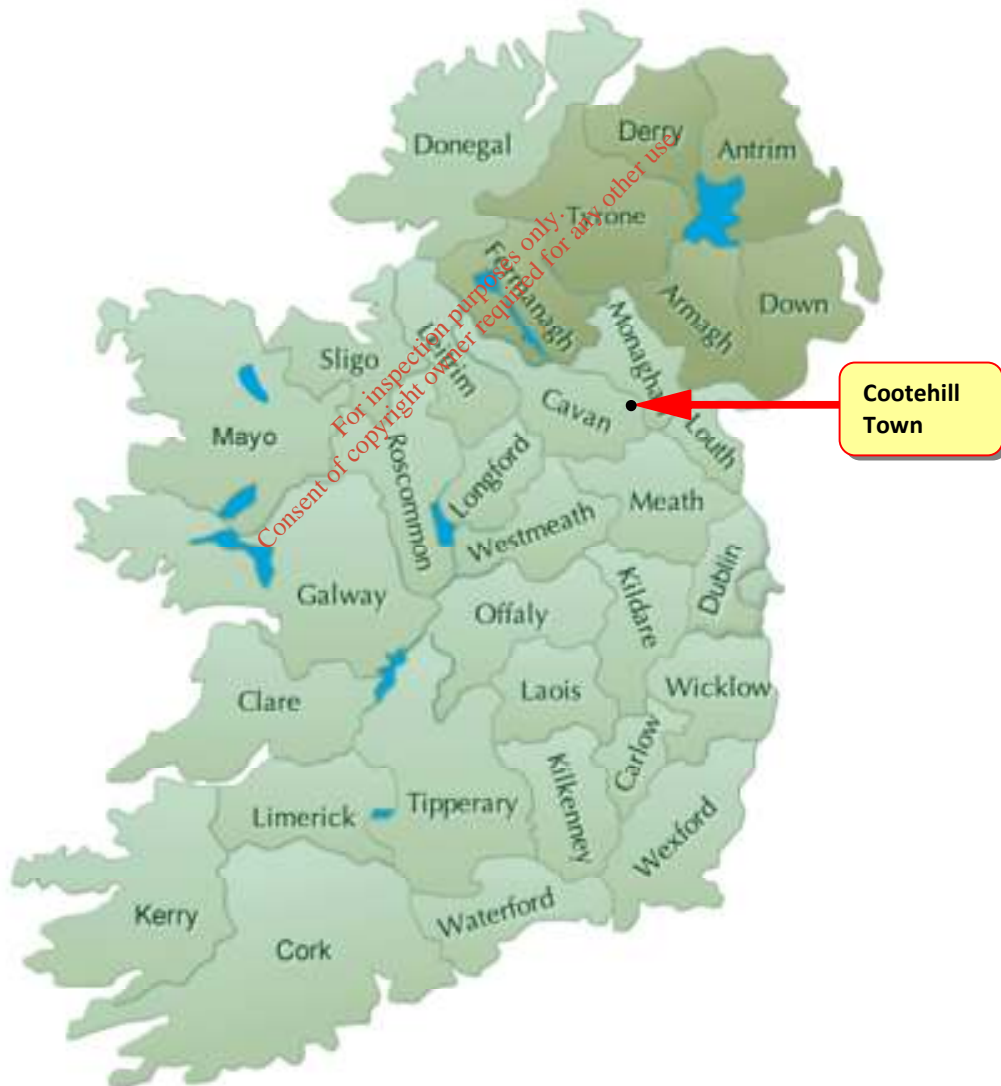 Donegal
Derry
Antrim
Tyrone
Fermanagh
Armagh
Down
Monaghan
Sligo
Leitrim
Cavan
Cootehill
Town
Louth
Mayo
Roscommon
Longford
Meath
Westmeath
Dublin
Galway
Offaly
Kildare
Clare
Laois
Wicklow
Carlow
Limerick
Tipperary
Kilkenny
Wexford
Kerry
Waterford
Cork
For inspection purposes only.
Consent of copyright owner required for any other use.